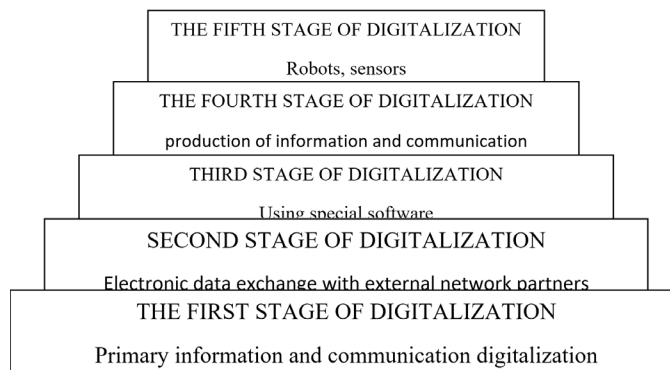 THE FIFTH STAGE OF DIGITALIZATION
Robots, sensors
THE FOURTH STAGE OF DIGITALIZATION
production of information and communication
THIRD STAGE OF DIGITALIZATION
Using special software
SECOND STAGE OF DIGITALIZATION
Electronic data exchange with external network partners
THE FIRST STAGE OF DIGITALIZATION
Primary information and communication digitalization